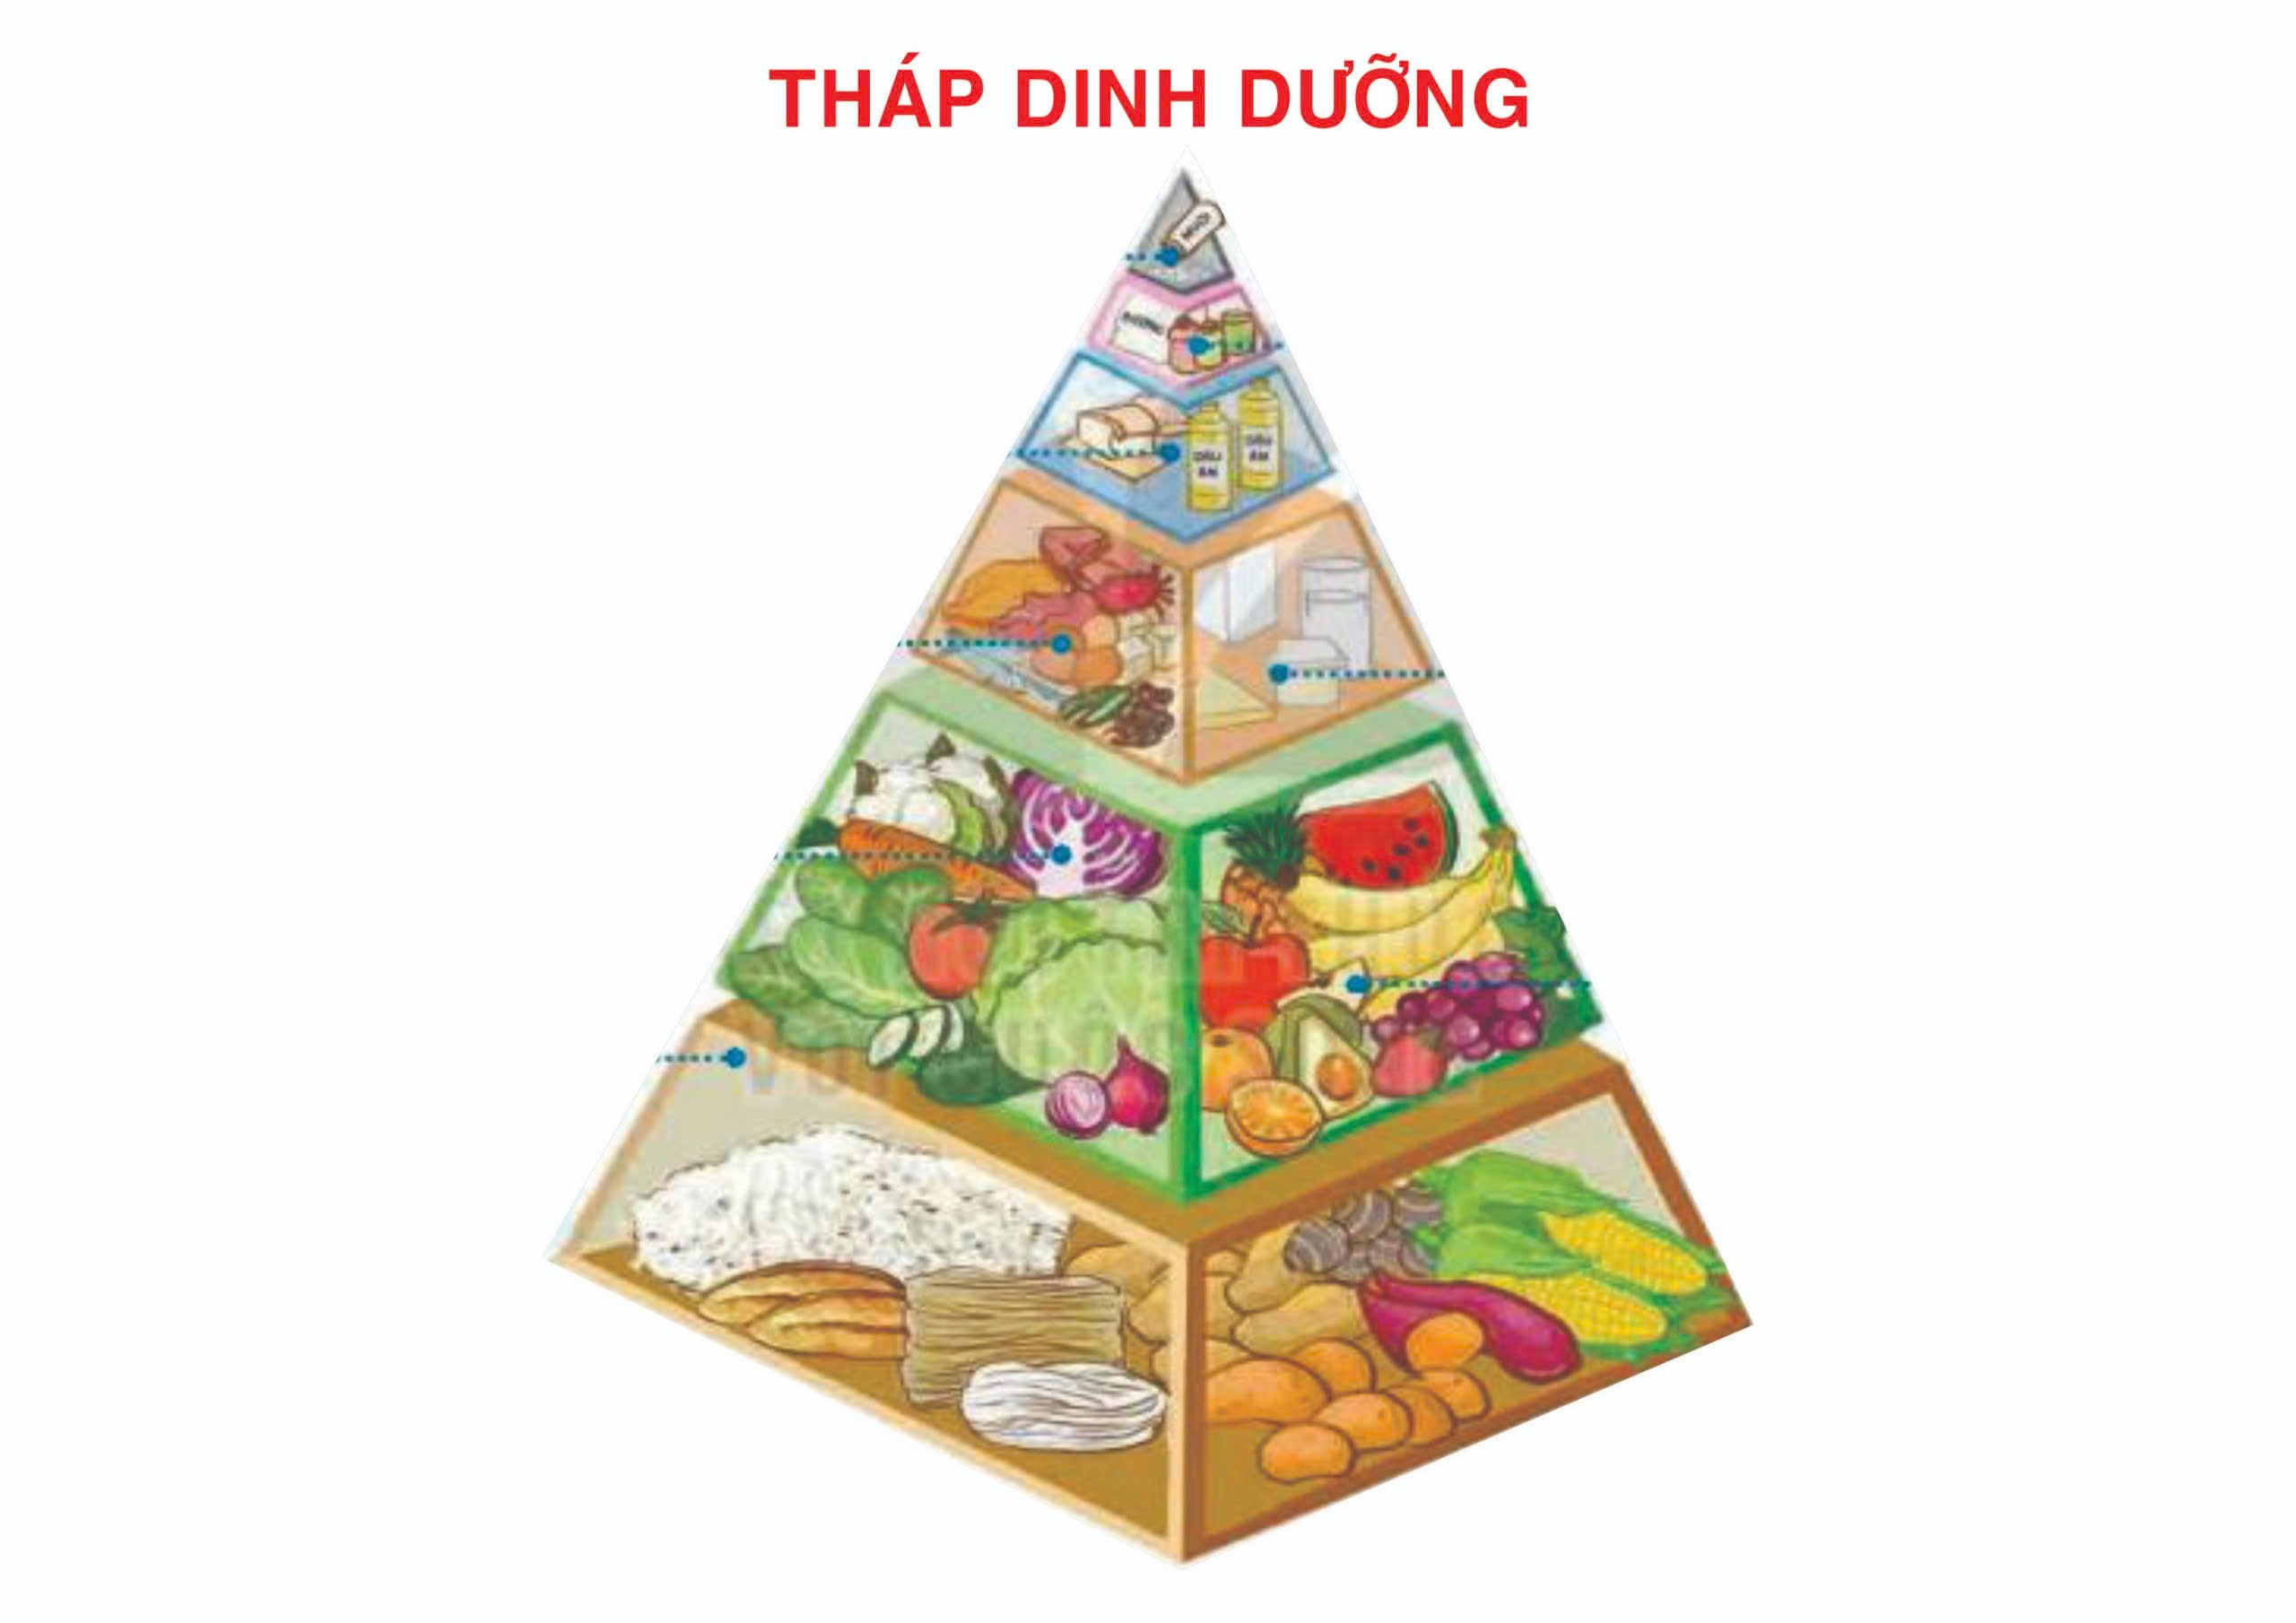 THÁP DINH DƯỠNG
MUỐI
ĐƯỜNG
DẦU
ĂN
DẦU
ĂN